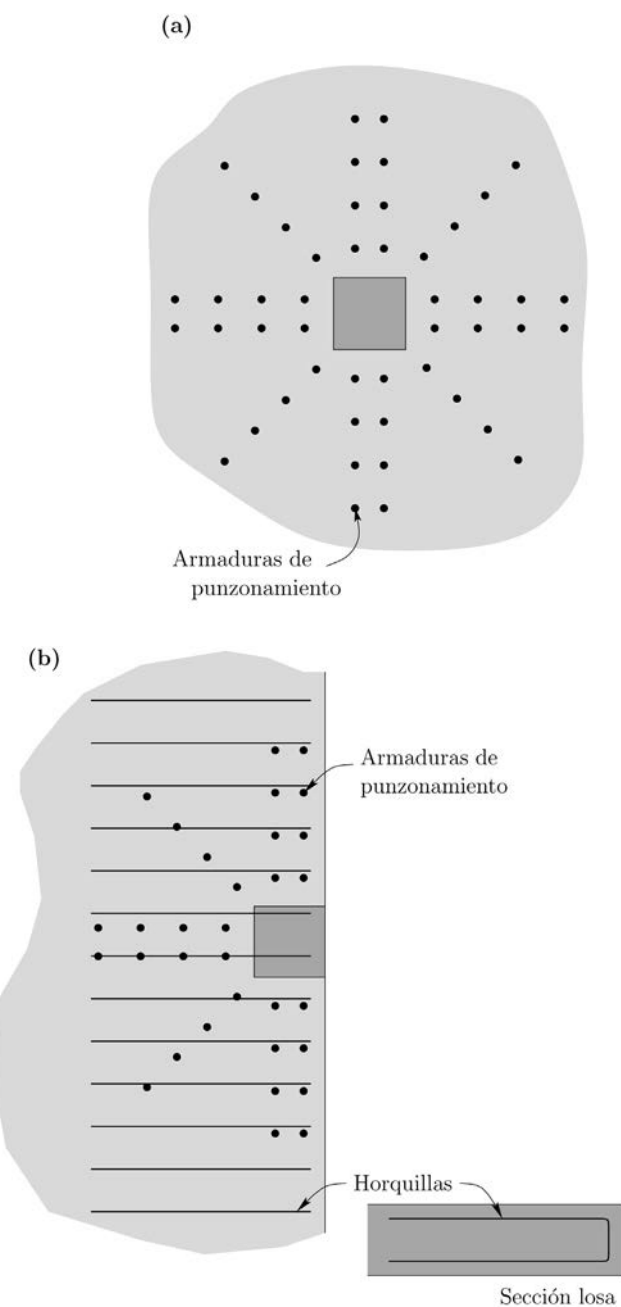 (a)
Armaduras de
punzonamiento
(b)
Armaduras de
punzonamiento
Horquillas
Sección losa